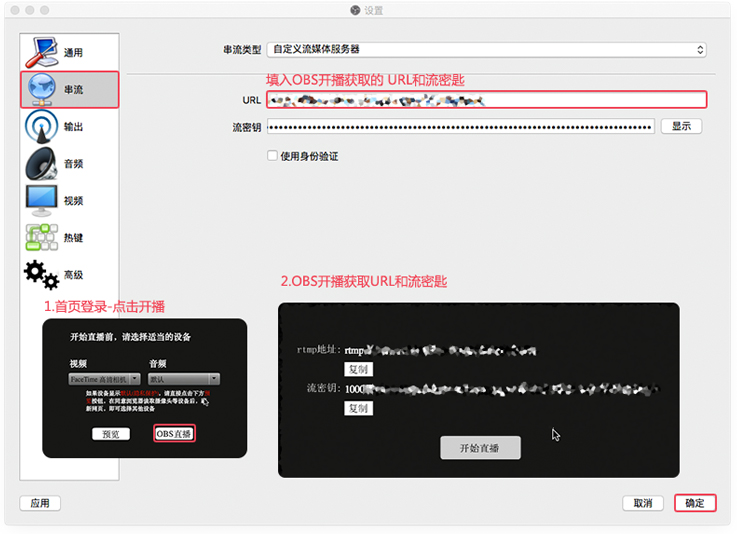 设置
通用
串流
输出
音频
视频
热键
高级
串流类型 自定义流媒体服务器
填入OBS开播获取的 URL和流密匙
URL
流密钥 显示
使用身份验证
1.首页登录-点击开播
开始直播前，请选择适当的设备
视频 音频
FaceTime 高清相机 默认
如果设备显示 请直接点击下方
按钮，在同意浏览器读取摄像头等设备后，
新网页，即可选择其他设备
预览 OBS直播
2.OBS开播获取URL和流密匙
rtmp地址: rtmp
复制
流密钥: 1000
复制
开始直播
应用 取消 确定